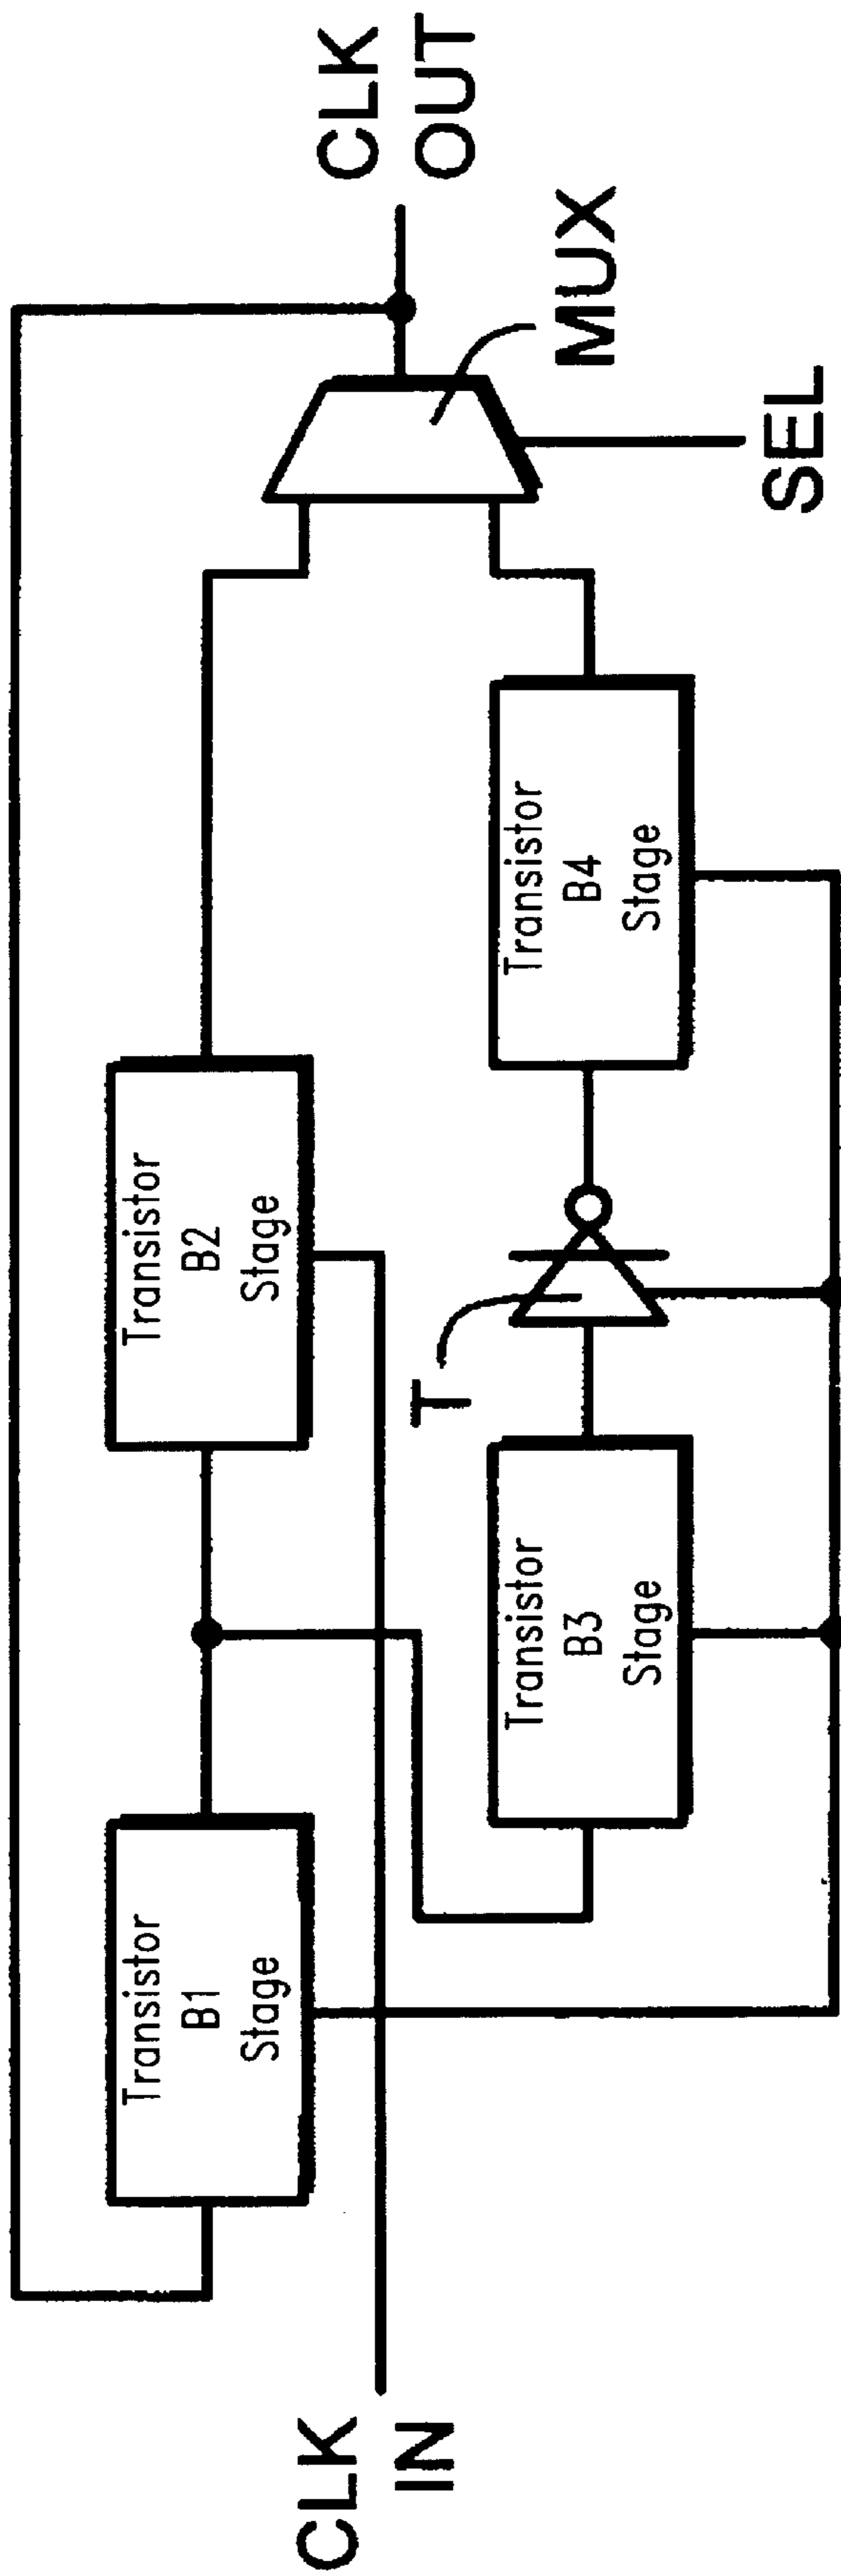 CLK
IN
Transistor
B1
Stage
Transistor
B2
Stage
Transistor
B3
Stage
T
Transistor
B4
Stage
MUX
SEL
CLK
OUT